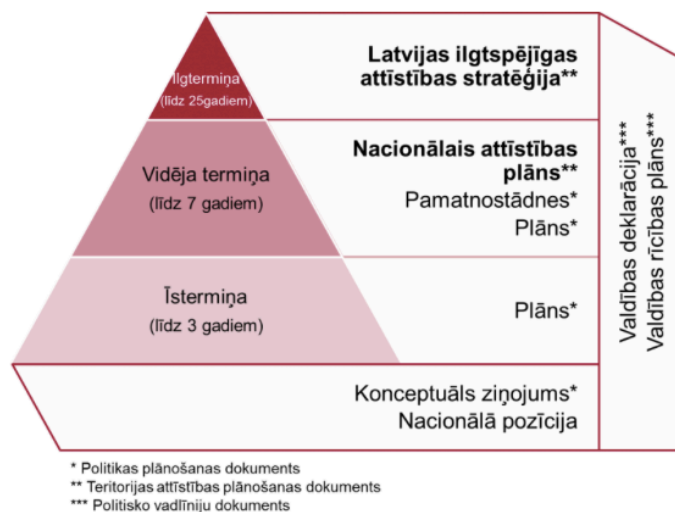 Ilgtermiņa
(līdz 25gadiem)
Latvijas ilgtspējīgas
attīstības stratēģija**
Vidēja termiņa
(līdz 7 gadiem)
Nacionālais attīstības
plāns**
Pamatnostādnes*
Plāns*
Īstermiņa
(līdz 3 gadiem)
Plāns*
Konceptuāls ziņojums*
Nacionālā pozīcija
Valdības deklarācija***
Valdības rīcības plāns***
* Politikas plānošanas dokuments
** Teritorijas attīstības plānošanas dokuments
*** Politisko vadlīniju dokuments